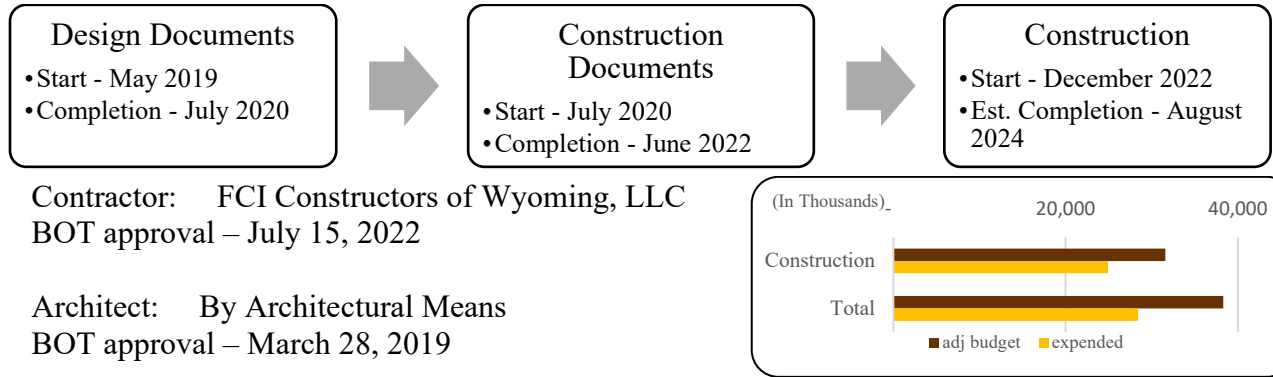 Design Documents
•Start - May 2019
•Completion - July 2020
Construction
Documents
•Start - July 2020
•Completion - June 2022
Construction
•Start - December 2022
•Est. Completion - August
2024
Contractor: FCI Constructors of Wyoming, LLC
BOT approval – July 15, 2022
Architect: By Architectural Means
BOT approval – March 28, 2019
(In Thousands) - 20,000 40,000
Construction
Total
adj budget expended